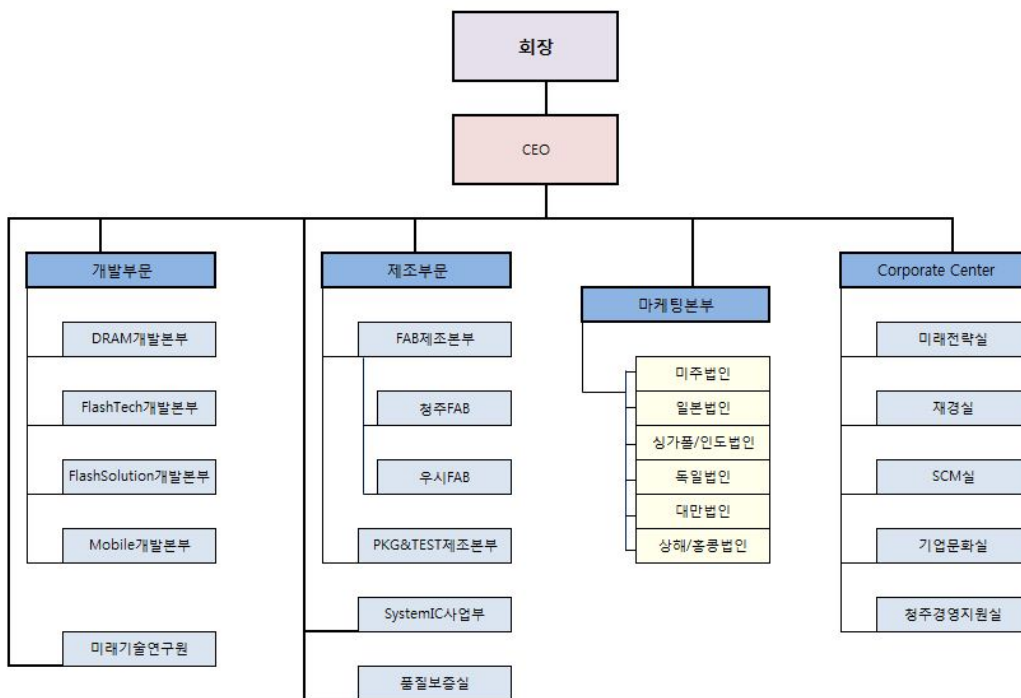 회장
CEO
개발부문
DRAM개발본부
FlashTech개발본부
FlashSolution개발본부
Mobile개발본부
미래기술연구원
제조부문
FAB제조본부
청주FAB
우시FAB
PKG&TEST제조본부
SystemIC사업부
품질보증실
마케팅본부
미주법인
일본법인
싱가폴/인도법인
독일법인
대만법인
상해/홍콩법인
Corporate Center
미래전략실
재경실
SCM실
기업문화실
청주경영지원실